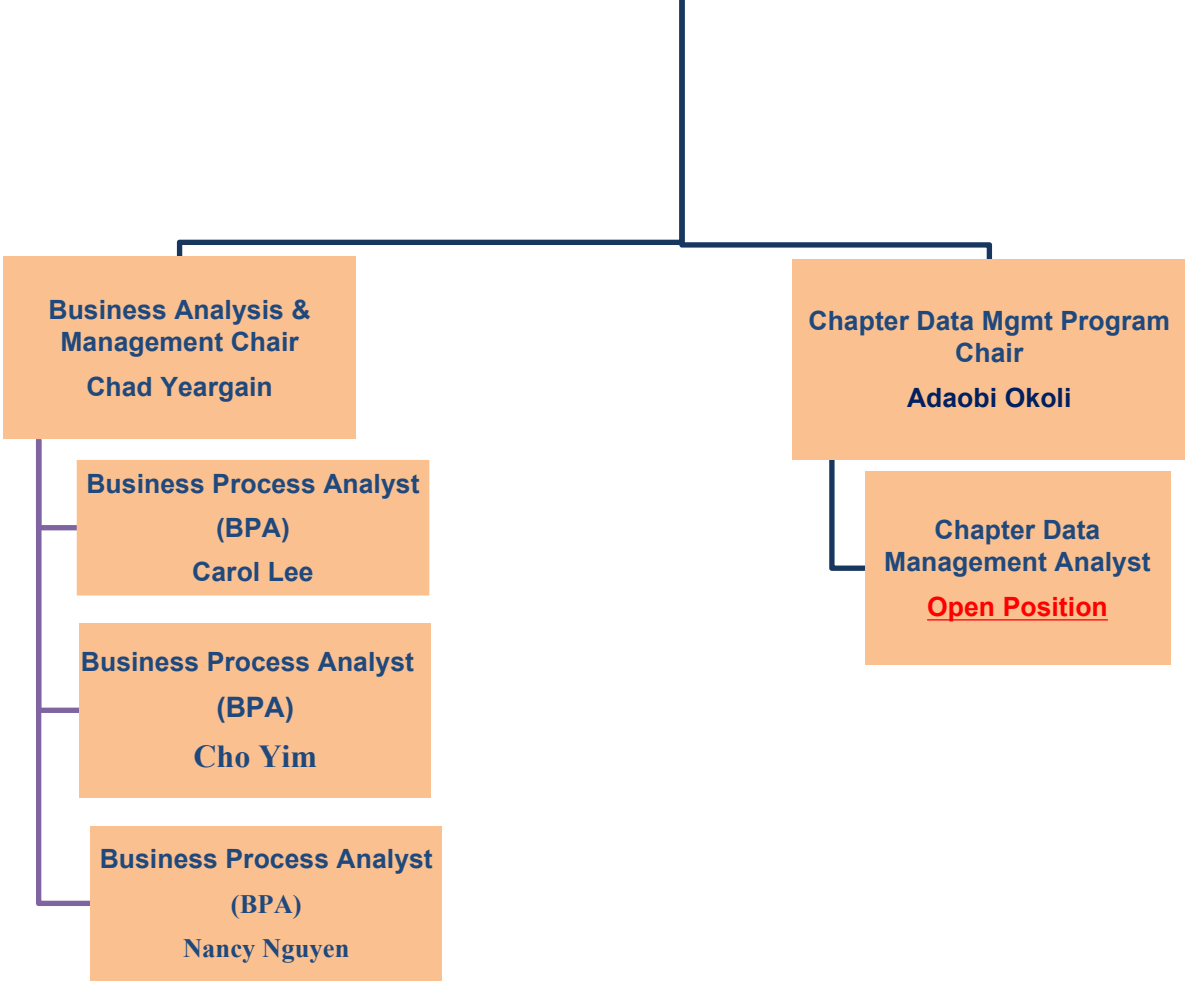 Business Analysis &
Management Chair
Chad Yeargain
Business Process Analyst
(BPA)
Carol Lee
Business Process Analyst
(BPA)
Cho Yim
Business Process Analyst
(BPA)
Nancy Nguyen
Chapter Data Mgmt Program
Chair
Adaobi Okoli
Chapter Data
Management Analyst
Open Position